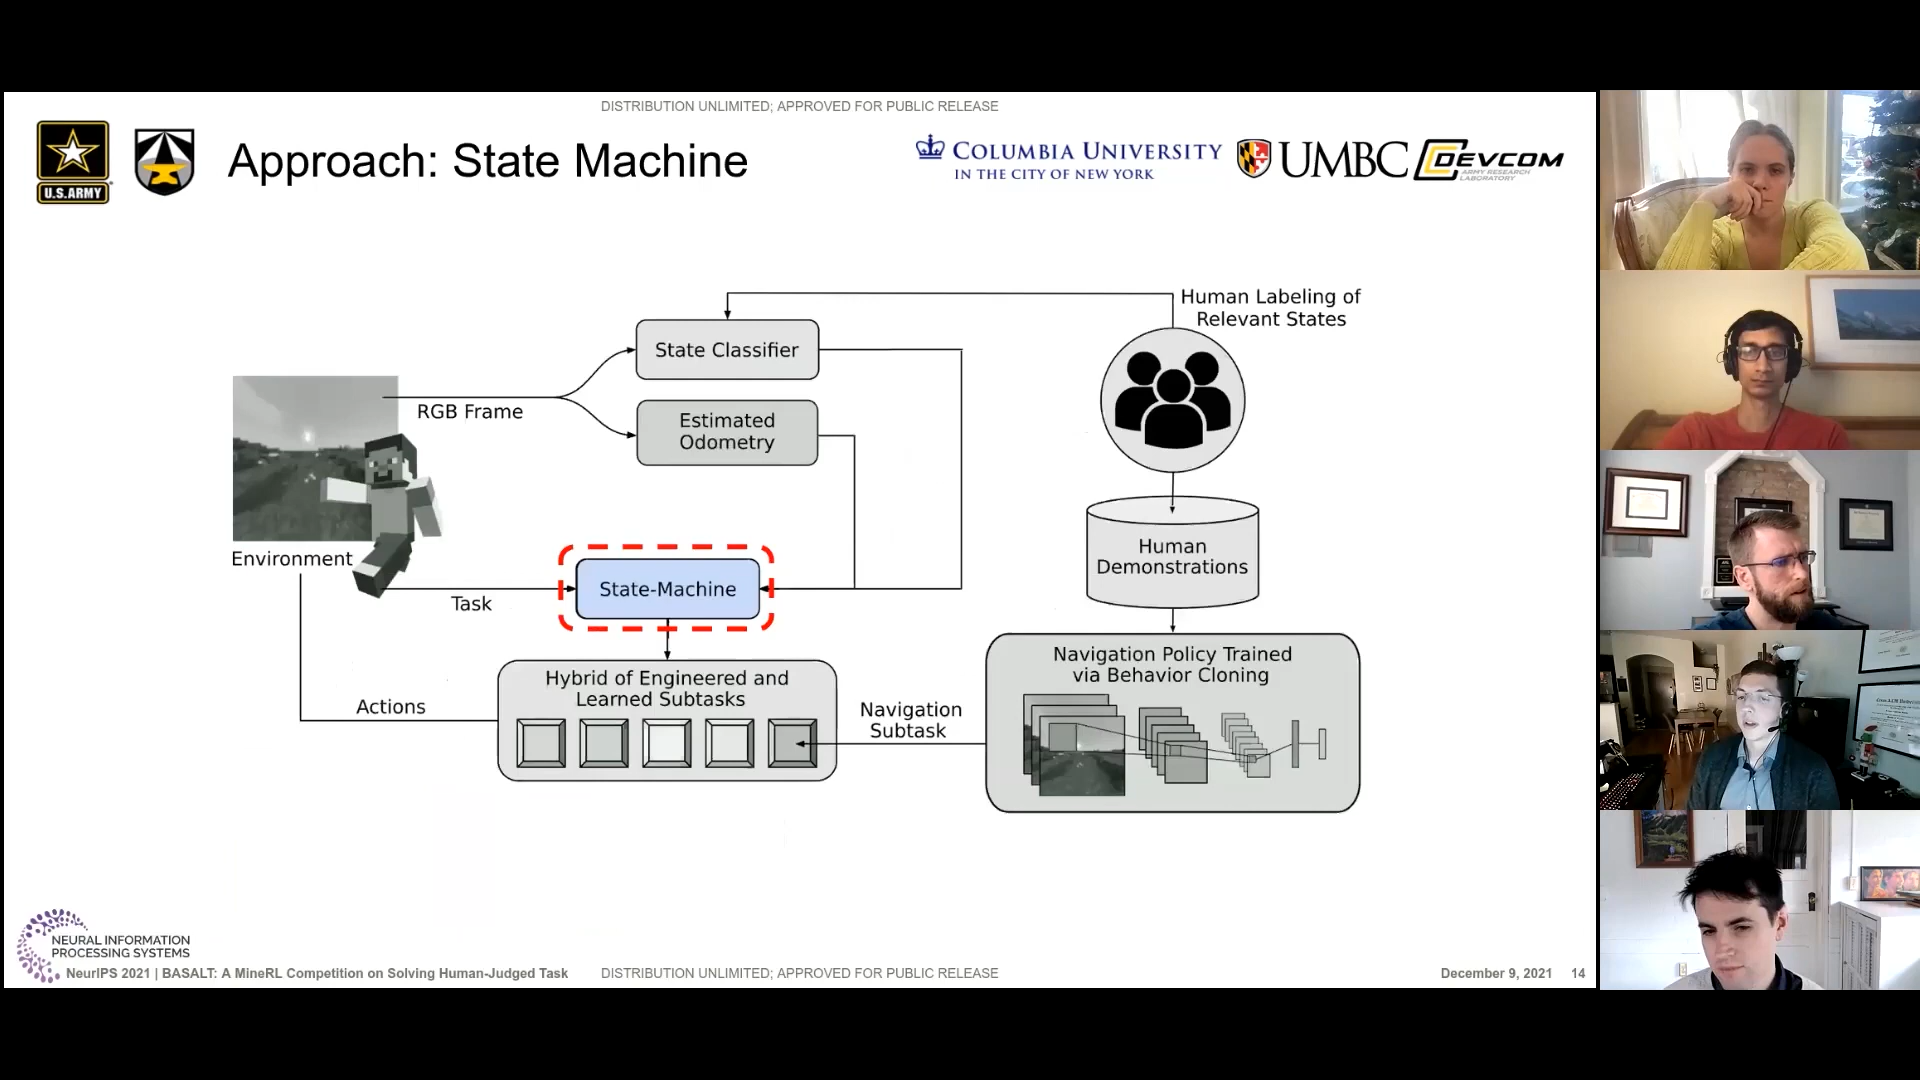 DISTRIBUTION UNLIMITED; APPROVED FOR PUBLIC RELEASE
U.S.ARMY
Approach: State Machine
COLUMBIA UNIVERSITY
IN THE CITY OF NEW YORK
UMBC
DEVCOM
ARMY RESEARCH
LABORATORY
Human Labeling of
Relevant States
State Classifier
RGB Frame
Estimated
Odometry
Environment
Task
State-Machine
Human
Demonstrations
Hybrid of Engineered and
Learned Subtasks
Actions
Navigation
Subtask
Navigation Policy Trained
via Behavior Cloning
NEURAL INFORMATION
PROCESSING SYSTEMS
NeurIPS 2021 | BASALT: A MineRL Competition on Solving Human-Judged Task
DISTRIBUTION UNLIMITED; APPROVED FOR PUBLIC RELEASE
December 9, 2021
14